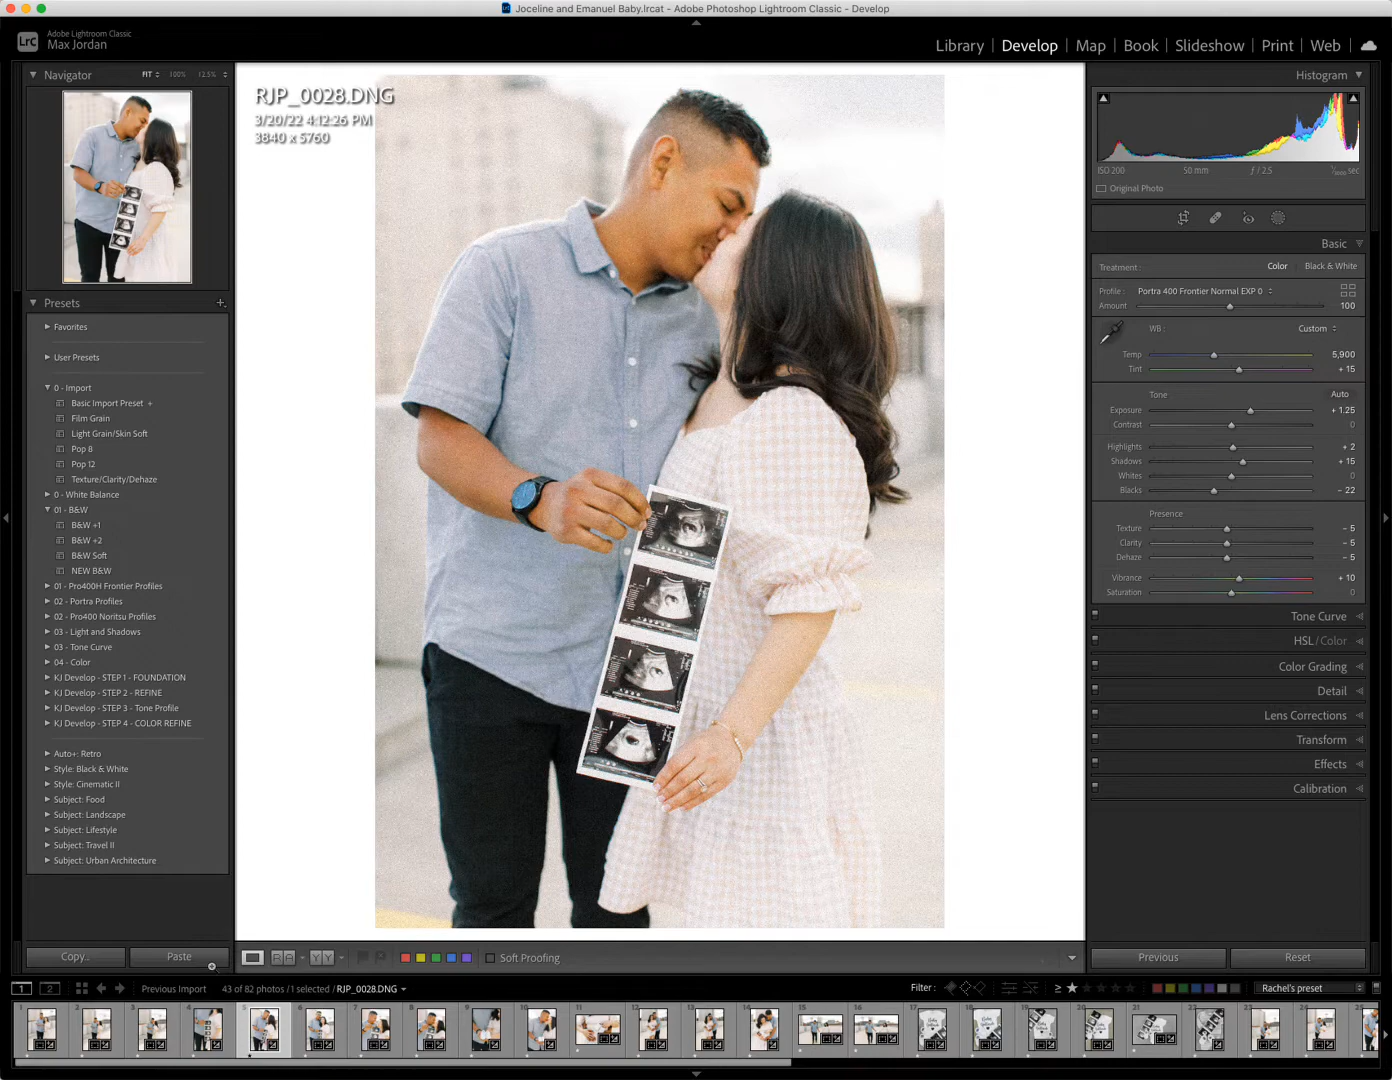 Joceline and Emanuel Baby.lrcat - Adobe Photoshop Lightroom Classic - Develop
LrC
Adobe Lightroom Classic
Max Jordan
Library | Develop | Map | Book | Slideshow | Print | Web
Navigator FIT 100% 12.5%
Presets +
Favorites
User Presets
0 - Import
Basic Import Preset +
Film Grain
Light Grain/Skin Soft
Pop 8
Pop 12
Texture/Clarity/Dehaze
0 - White Balance
01 - B&W
B&W +1
B&W +2
B&W Soft
NEW B&W
01 - Pro400H Frontier Profiles
02 - Portra Profiles
02 - Pro400 Noritsu Profiles
03 - Light and Shadows
03 - Tone Curve
04 - Color
KJ Develop - STEP 1 - FOUNDATION
KJ Develop - STEP 2 - REFINE
KJ Develop - STEP 3 - Tone Profile
KJ Develop - STEP 4 - COLOR REFINE
Auto+: Retro
Style: Black & White
Style: Cinematic II
Subject: Food
Subject: Landscape
Subject: Lifestyle
Subject: Travel II
Subject: Urban Architecture
Copy... Paste
RJP_0028.DNG
3/20/22 4:12:26 PM
3840 x 5760
Histogram
ISO 200 50 mm ƒ / 2.5
Original Photo
Basic
Treatment : Color Black & White
Profile : Portra 400 Frontier Normal EXP 0
Amount 100
WB : Custom
Temp 5,900
Tint + 15
Tone Auto
Exposure + 1.25
Contrast 0
Highlights + 2
Shadows + 15
Whites 0
Blacks - 22
Presence
Texture - 5
Clarity - 5
Dehaze - 5
Vibrance + 10
Saturation 0
Tone Curve
HSL / Color
Color Grading
Detail
Lens Corrections
Transform
Effects
Calibration
Previous Reset
R A Y Y Soft Proofing
1 2 Previous Import 43 of 82 photos / 1 selected / RJP_0028.DNG Filter : ≥ Rachel's preset